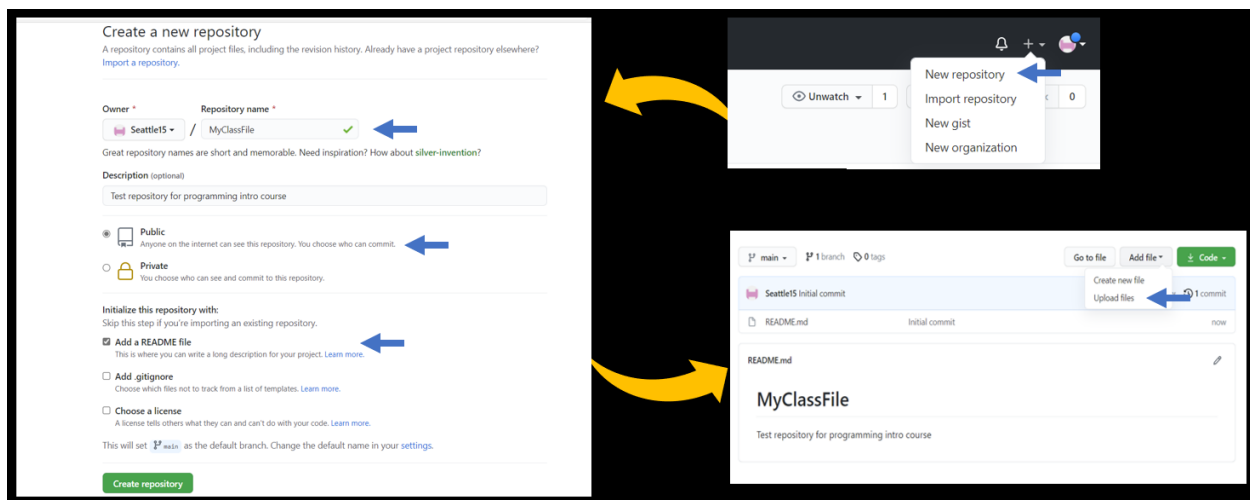 Create a new repository
A repository contains all project files, including the revision history. Already have a project repository elsewhere?
Import a repository.
Owner *
Repository name *
Seattle15
/
MyClassFile
Great repository names are short and memorable. Need inspiration? How about silver-invention?
Description (optional)
Test repository for programming intro course
Public
Anyone on the internet can see this repository. You choose who can commit.
Private
You choose who can see and commit to this repository.
Initialize this repository with:
Skip this step if you're importing an existing repository.
Add a README file
This is where you can write a long description for your project. Learn more.
Add .gitignore
Choose which files not to track from a list of templates. Learn more.
Choose a license
A license tells others what they can and can't do with your code. Learn more.
This will set main as the default branch. Change the default name in your settings.
Create repository
New repository
Unwatch 1
0
Import repository
New gist
New organization
main 1 branch 0 tags
Go to file Add file Code
Create new file
Upload files
Seattle15 Initial commit
1 commit
README.md Initial commit now
README.md
MyClassFile
Test repository for programming intro course